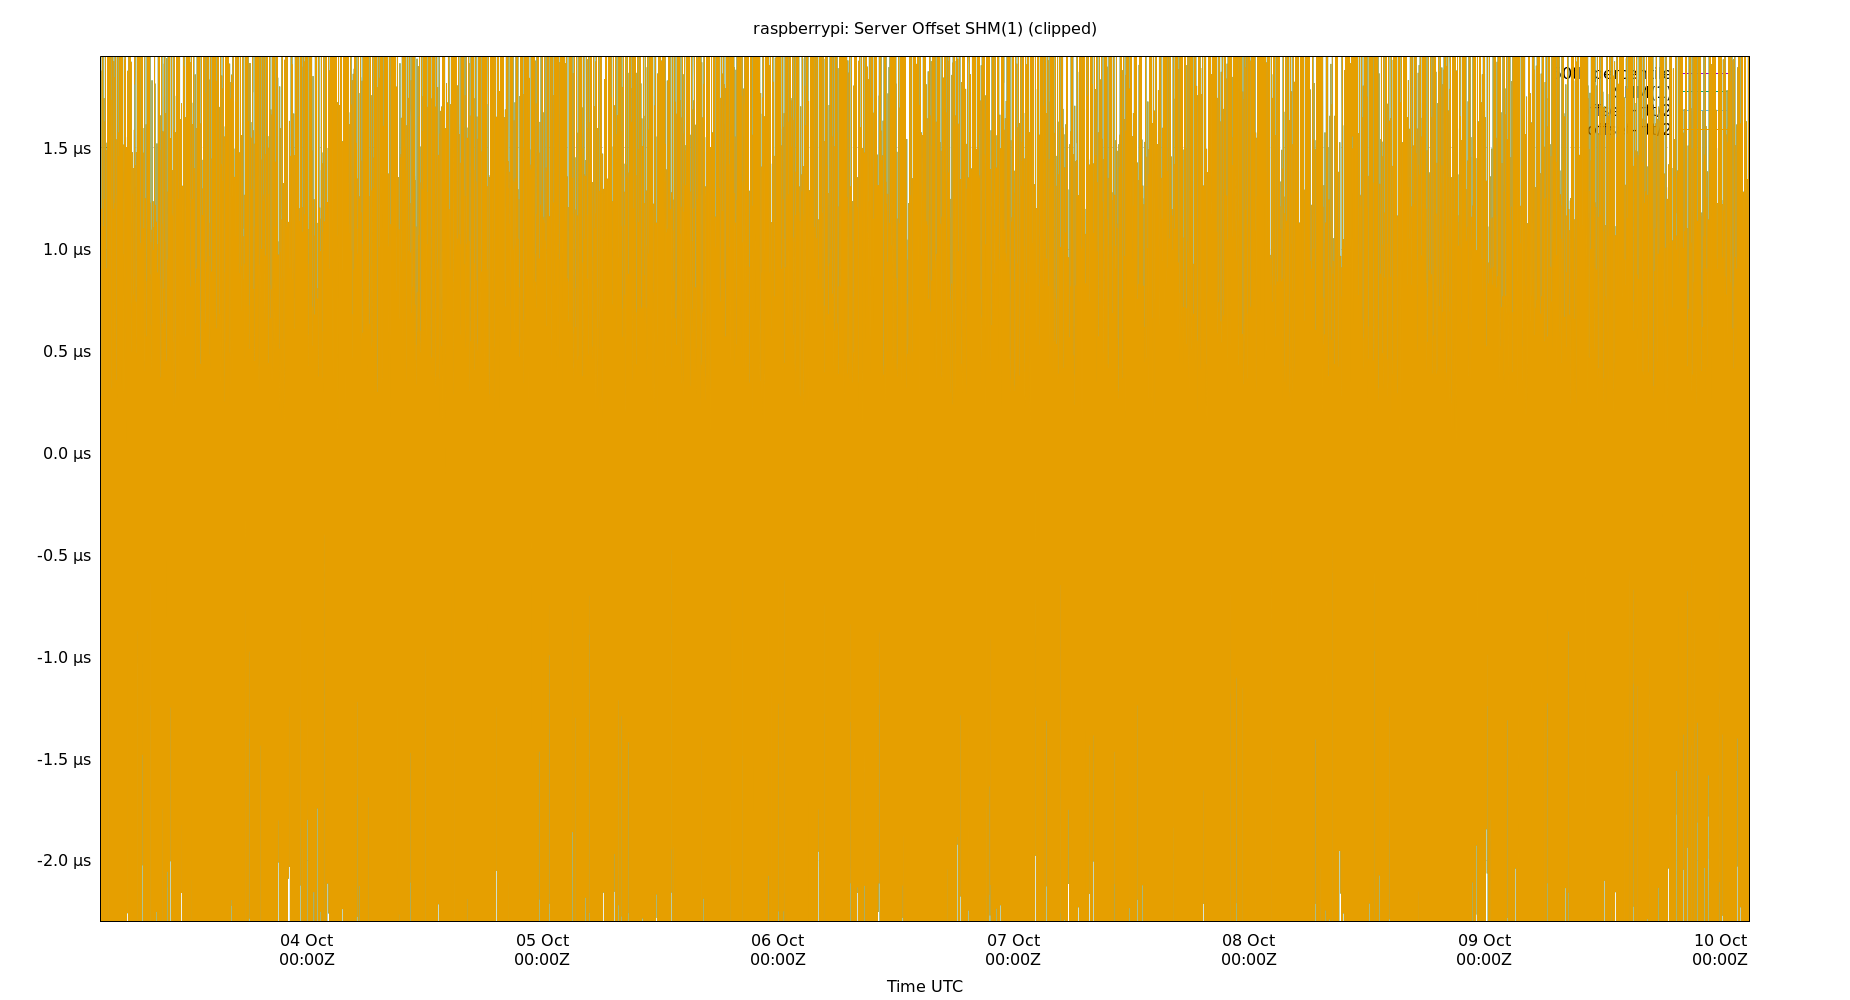 raspberrypi: Server Offset SHM(1) (clipped)
1.5 µs
1.0 µs
0.5 µs
0.0 µs
-0.5 µs
-1.0 µs
-1.5 µs
-2.0 µs
04 Oct 05 Oct 06 Oct 07 Oct 08 Oct 09 Oct 10 Oct
00:00Z 00:00Z 00:00Z 00:00Z 00:00Z 00:00Z 00:00Z
Time UTC